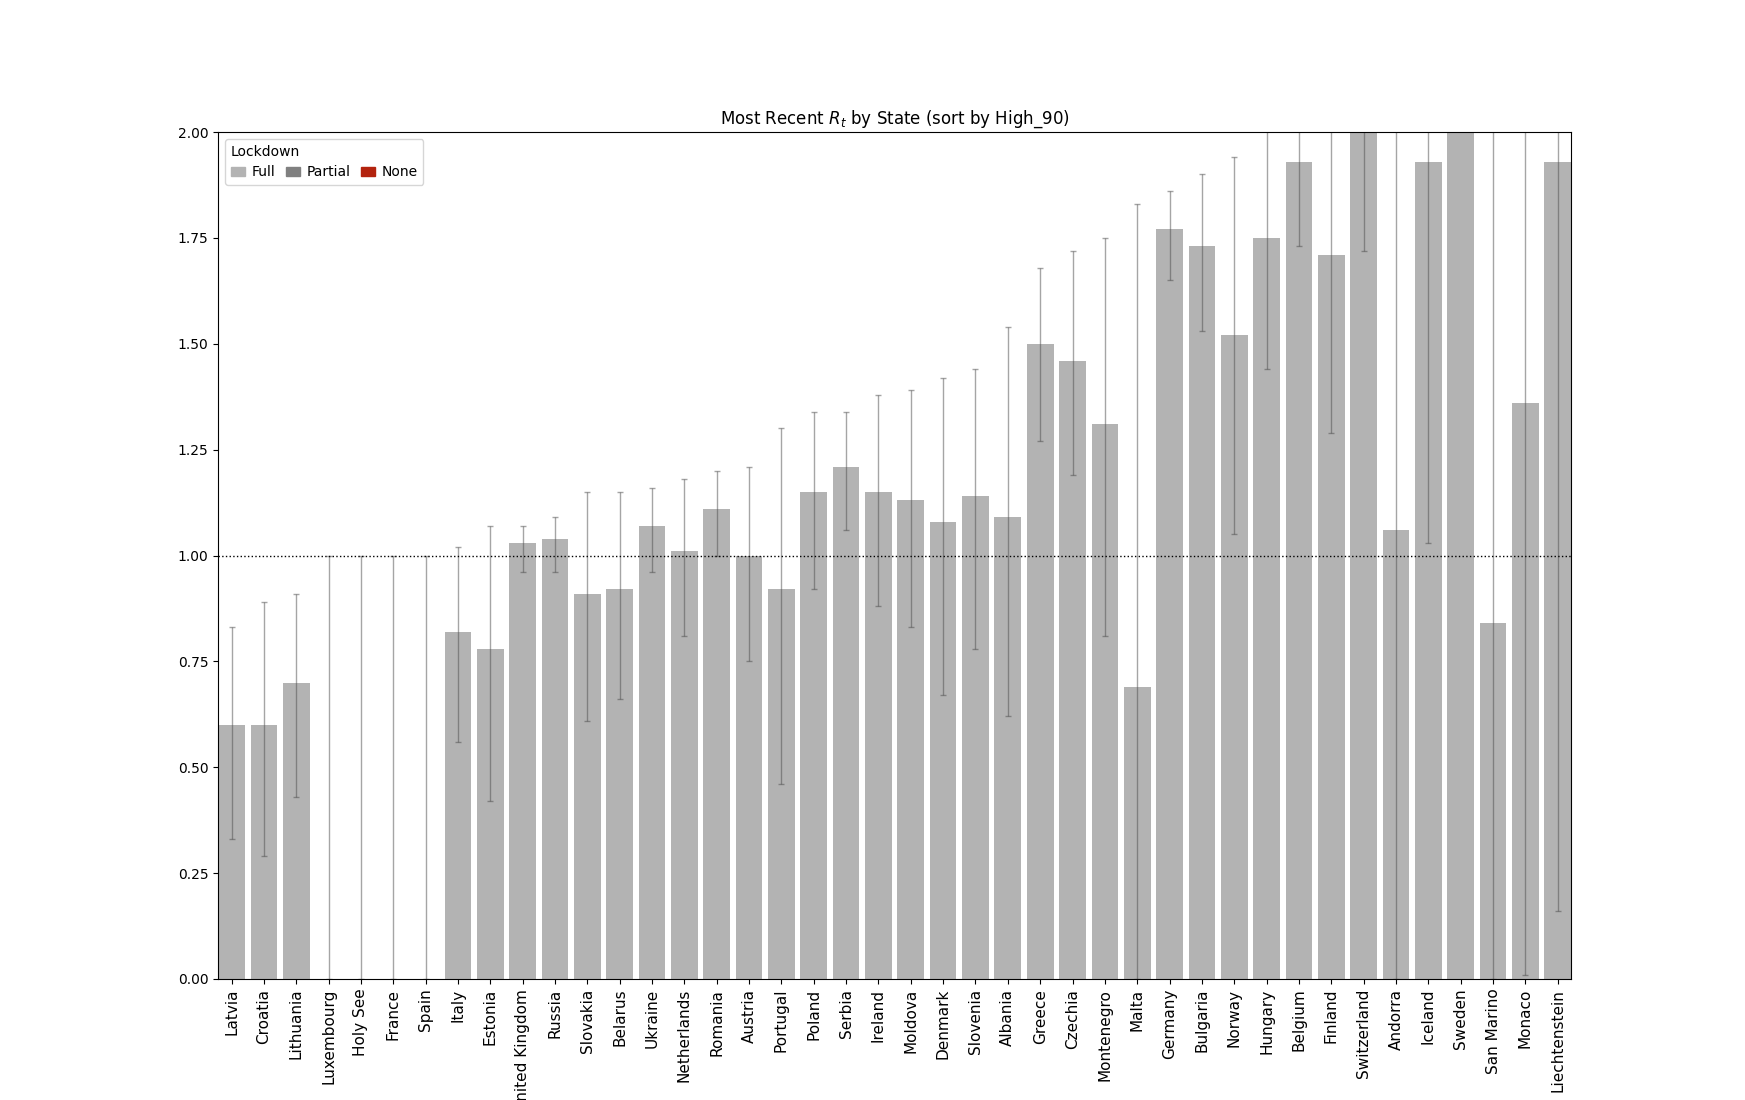 Most Recent R_t by State (sort by High_90)
Lockdown
Full Partial None
2.00
1.75
1.50
1.25
1.00
0.75
0.50
0.25
0.00
Latvia
Croatia
Lithuania
Luxembourg
Holy See
France
Spain
Italy
Estonia
nited Kingdom
Russia
Slovakia
Belarus
Ukraine
Netherlands
Romania
Austria
Portugal
Poland
Serbia
Ireland
Moldova
Denmark
Slovenia
Albania
Greece
Czechia
Montenegro
Malta
Germany
Bulgaria
Norway
Hungary
Belgium
Finland
Switzerland
Andorra
Iceland
Sweden
San Marino
Monaco
Liechtenstein